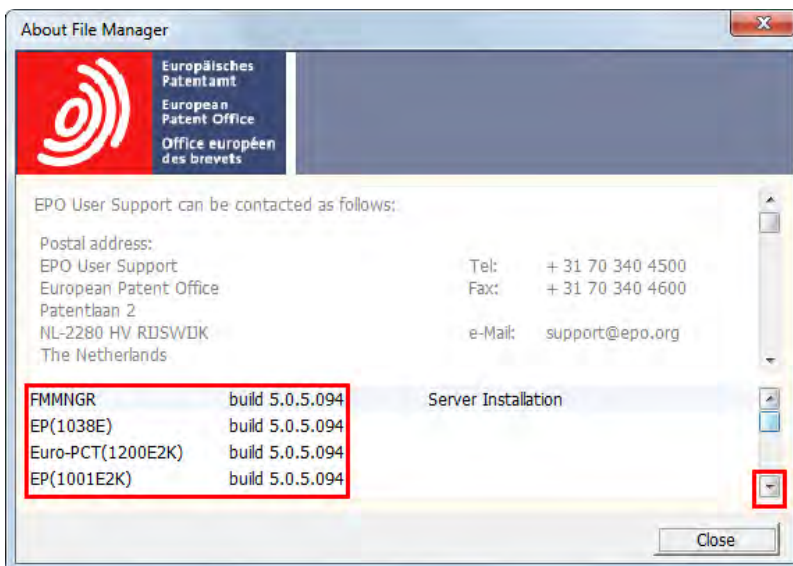 About File Manager
Europäisches
Patentamt
European
Patent Office
Office européen
des brevets
EPO User Support can be contacted as follows:
Postal address:
EPO User Support Tel: + 31 70 340 4500
European Patent Office Fax: + 31 70 340 4600
Patentlaan 2
NL-2280 HV RIJSWIJK e-Mail: support@epo.org
The Netherlands
FMMNGR build 5.0.5.094 Server Installation
EP(1038E) build 5.0.5.094
Euro-PCT(1200E2K) build 5.0.5.094
EP(1001E2K) build 5.0.5.094
Close